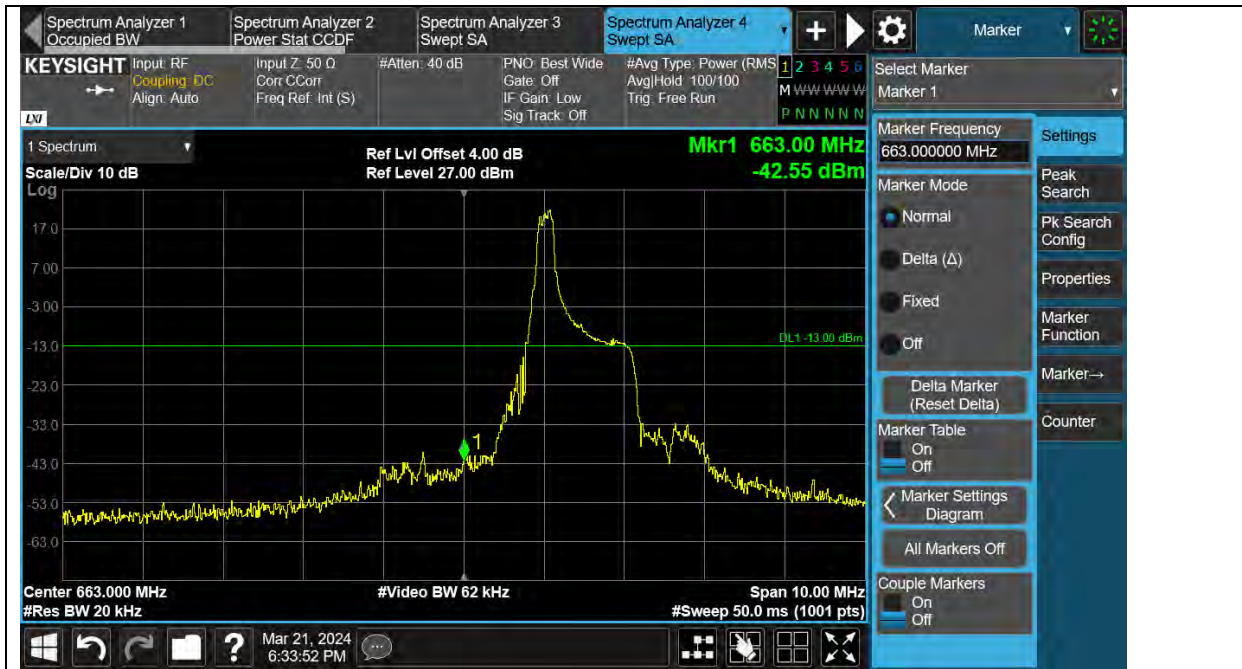 Spectrum Analyzer 1
Occupied BW
Spectrum Analyzer 2
Power Stat CCDF
Spectrum Analyzer 3
Swept SA
Spectrum Analyzer 4
Swept SA
+
Marker
KEYSIGHT
LXI
Input: RF
Coupling: DC
Align: Auto
Input Z: 50 Ω
Corr CCorr
Freq Ref: Int (S)
#Atten: 40 dB
PNO: Best Wide
Gate: Off
IF Gain: Low
Sig Track: Off
#Avg Type: Power (RMS
Avg|Hold: 100/100
Trig: Free Run
1 2 3 4 5 6
M W W W W W
P N N N N N
Select Marker
Marker 1
1 Spectrum
Scale/Div 10 dB
Log
Ref Lvl Offset 4.00 dB
Ref Level 27.00 dBm
Mkr1 663.00 MHz
-42.55 dBm
17.0
7.00
-3.00
-13.0
-23.0
-33.0
-43.0
-53.0
-63.0
DL1 -13.00 dBm
1
Center 663.000 MHz
#Res BW 20 kHz
#Video BW 62 kHz
Span 10.00 MHz
#Sweep 50.0 ms (1001 pts)
Marker Frequency
663.000000 MHz
Marker Mode
Normal
Delta (Δ)
Fixed
Off
Delta Marker
(Reset Delta)
Marker Table
On
Off
Marker Settings
Diagram
All Markers Off
Couple Markers
On
Off
Settings
Peak
Search
Pk Search
Config
Properties
Marker
Function
Marker→
Counter
?
Mar 21, 2024
6:33:52 PM